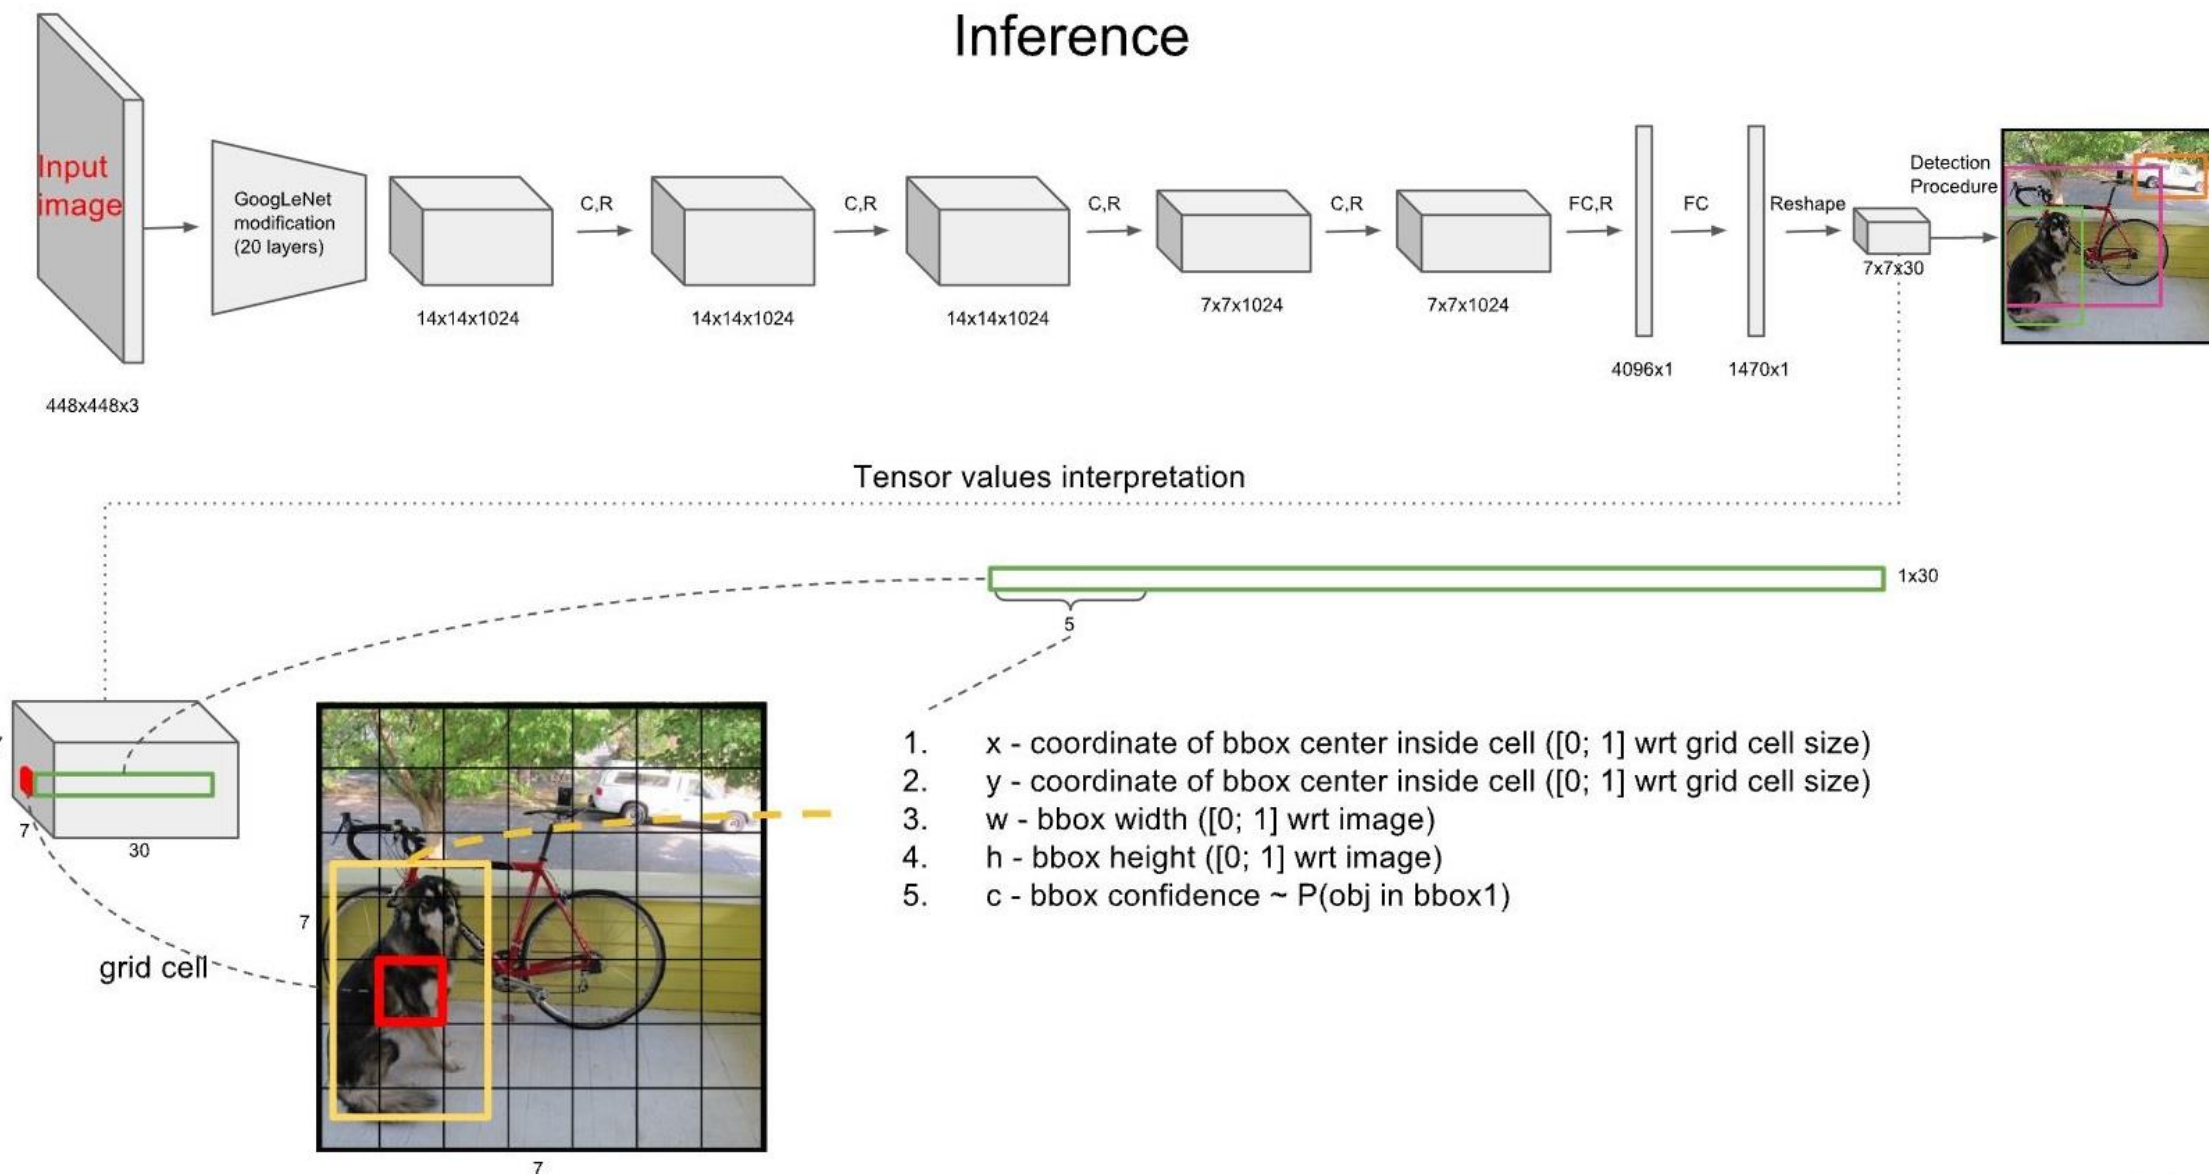 Inference
Input
image
448x448x3
GoogLeNet
modification
(20 layers)
14x14x1024
C,R
14x14x1024
C,R
14x14x1024
C,R
7x7x1024
C,R
7x7x1024
FC,R
4096x1
FC
1470x1
Reshape
7x7x30
Detection
Procedure
Tensor values interpretation
1x30
5
7
30
grid cell
7
7
1. x - coordinate of bbox center inside cell ([0; 1] wrt grid cell size)
2. y - coordinate of bbox center inside cell ([0; 1] wrt grid cell size)
3. w - bbox width ([0; 1] wrt image)
4. h - bbox height ([0; 1] wrt image)
5. c - bbox confidence ~ P(obj in bbox1)